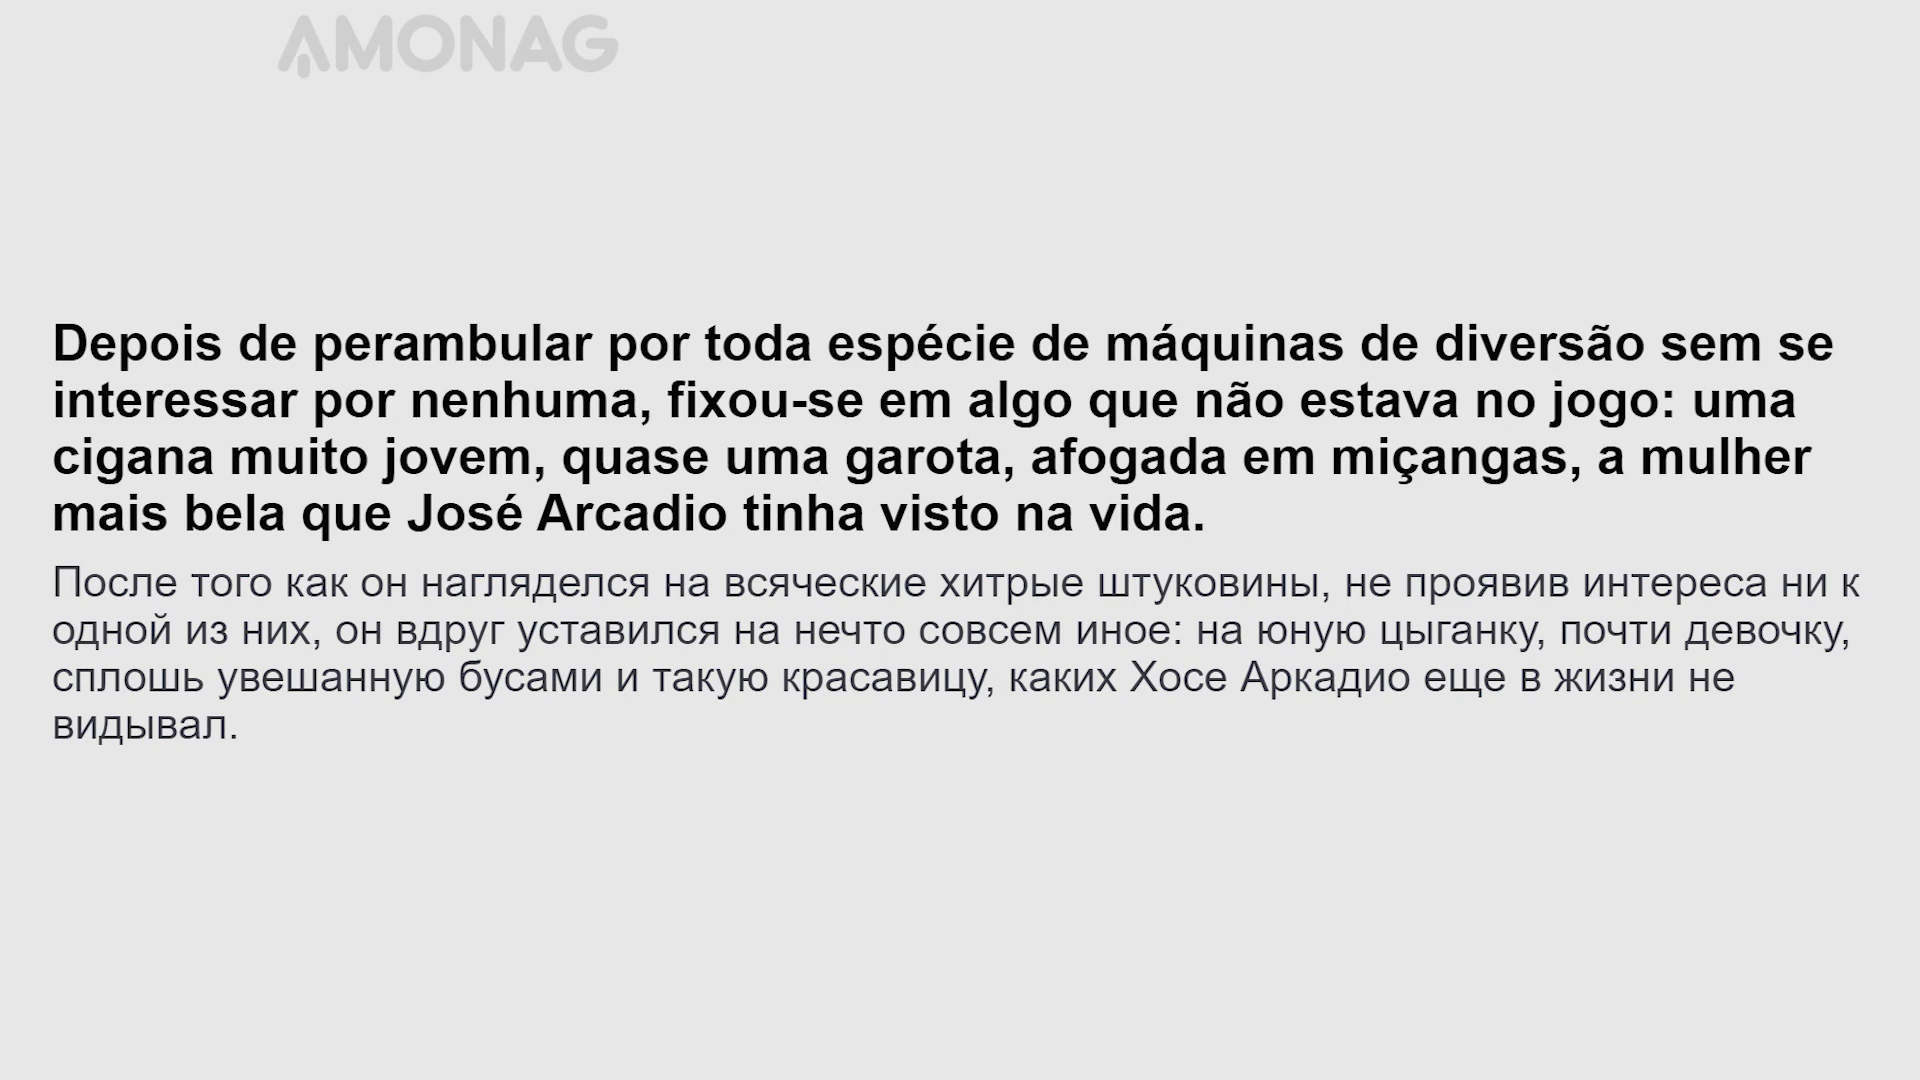 AMONAG
Depois de perambular por toda espécie de máquinas de diversão sem se
interessar por nenhuma, fixou-se em algo que não estava no jogo: uma
cigana muito jovem, quase uma garota, afogada em miçangas, a mulher
mais bela que José Arcadio tinha visto na vida.
После того как он нагляделся на всяческие хитрые штуковины, не проявив интереса ни к
одной из них, он вдруг уставился на нечто совсем иное: на юную цыганку, почти девочку,
сплошь увешанную бусами и такую красавицу, каких Хосе Аркадио еще в жизни не
видывал.